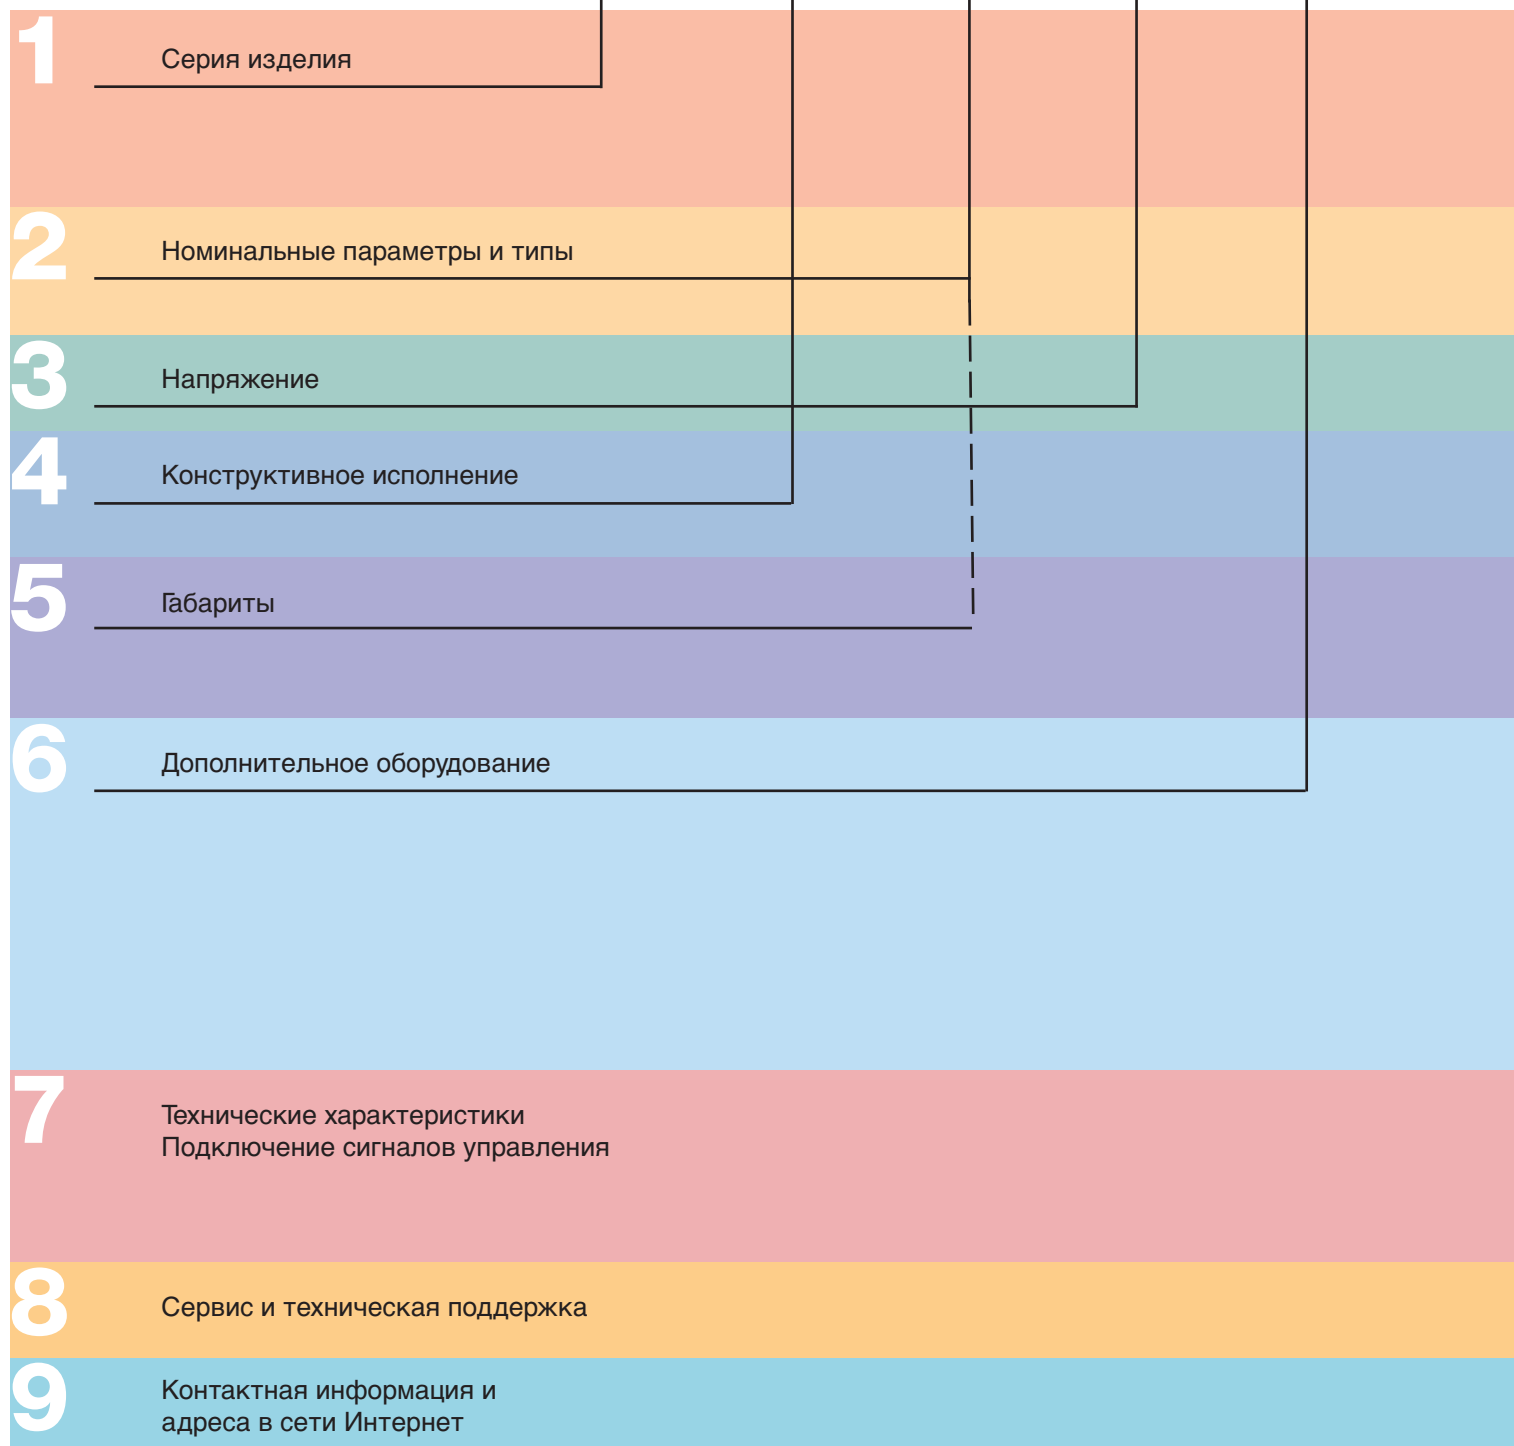 1
Серия изделия
2
Номинальные параметры и типы
3
Напряжение
4
Конструктивное исполнение
5
Габариты
6
Дополнительное оборудование
7
Технические характеристики
Подключение сигналов управления
8
Сервис и техническая поддержка
9
Контактная информация и
адреса в сети Интернет